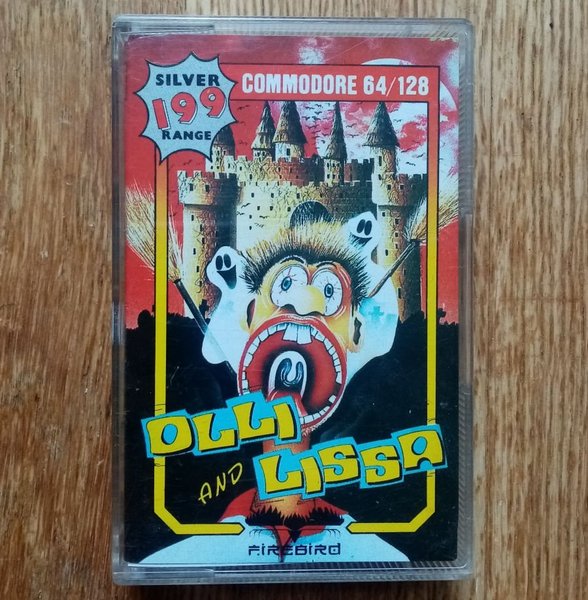 SILVER
199
RANGE
COMMODORE 64/128
OLLI
AND LISSA
FIREBIRD